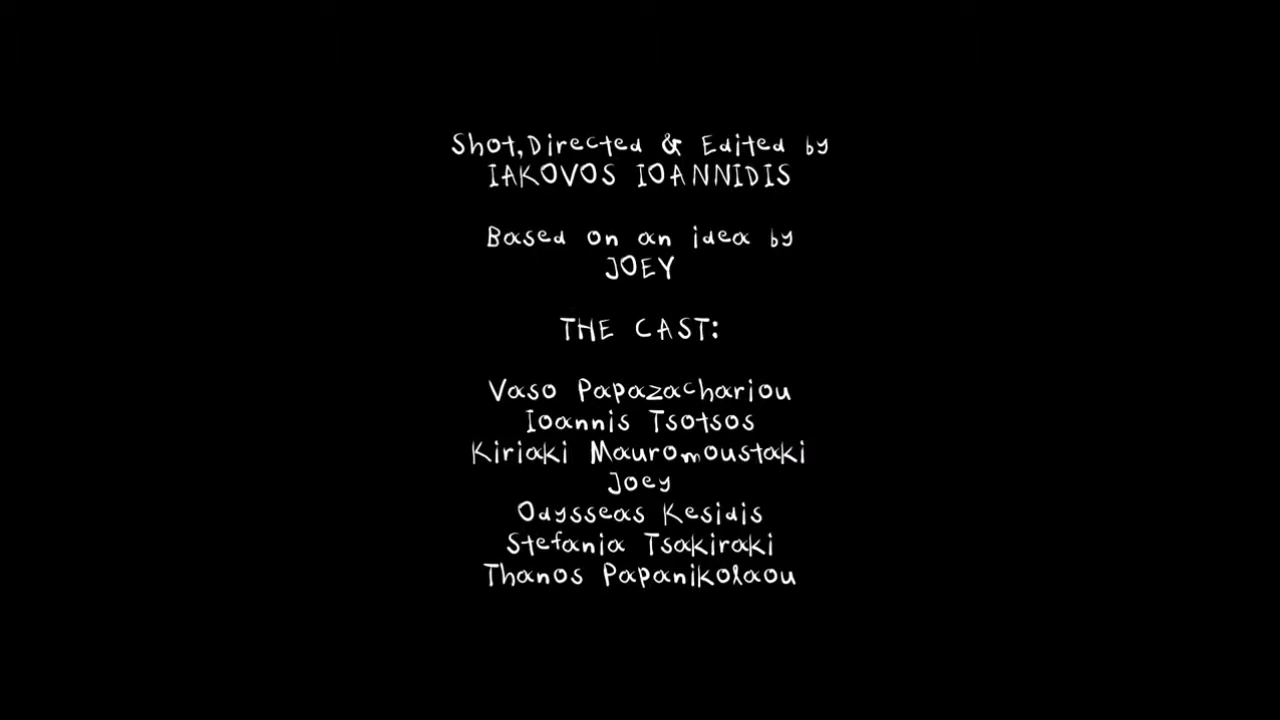 Shot,Directed & Edited by
IAKOVOS IOANNIDIS
Based on an idea by
JOEY
THE CAST:
Vaso Papazachariou
Ioannis Tsotsos
Kiriaki Mauromoustaki
Joey
Odysseas Kesidis
Stefania Tsakiraki
Thanos Papanikolaou